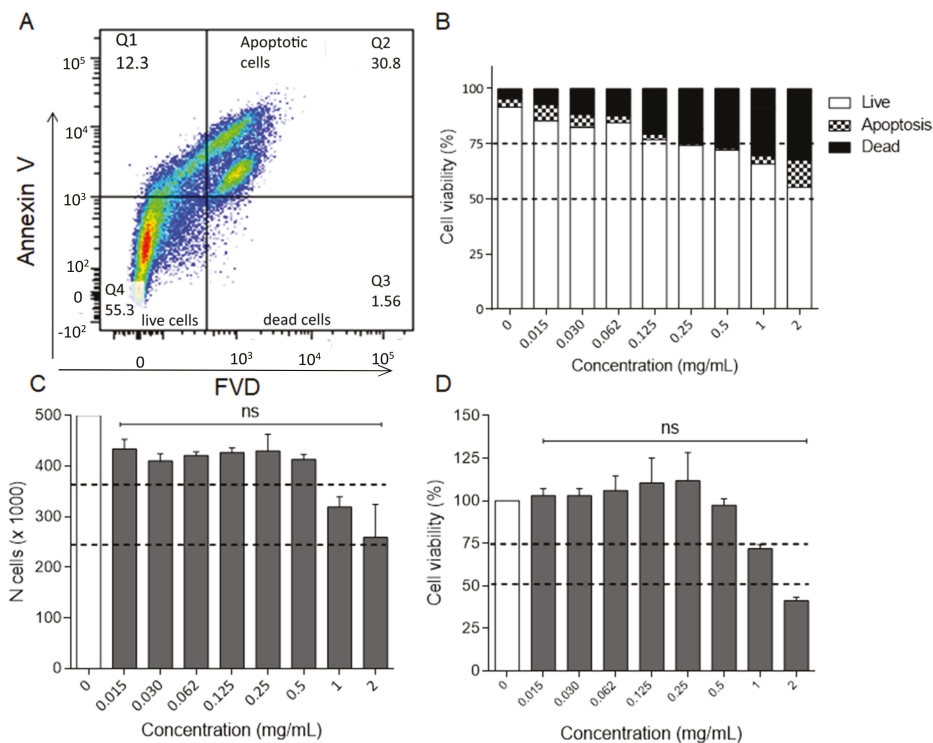 A
Q1
12.3
Apoptotic
cells
Q2
30.8
10⁵
10⁴
10³
10²
0
-10²
Annexin V
Q4
55.3
live cells
dead cells
Q3
1.56
0
10³
10⁴
10⁵
FVD
B
100
75
50
25
0
Cell viability (%)
0
0.015
0.030
0.062
0.125
0.25
0.5
1
2
Concentration (mg/mL)
Live
Apoptosis
Dead
C
ns
500
400
300
200
100
0
N cells (x 1000)
0
0.015
0.030
0.062
0.125
0.25
0.5
1
2
Concentration (mg/mL)
D
ns
150
125
100
75
50
25
0
Cell viability (%)
0
0.015
0.030
0.062
0.125
0.25
0.5
1
2
Concentration (mg/mL)